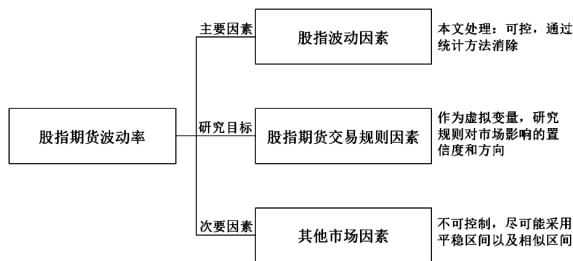 主要因素
股指波动因素
本文处理：可控，通过
统计方法消除
股指期货波动率
研究目标
股指期货交易规则因素
作为虚拟变量，研究
规则对市场影响的置
信度和方向
次要因素
其他市场因素
不可控制，尽可能采用
平稳区间以及相似区间